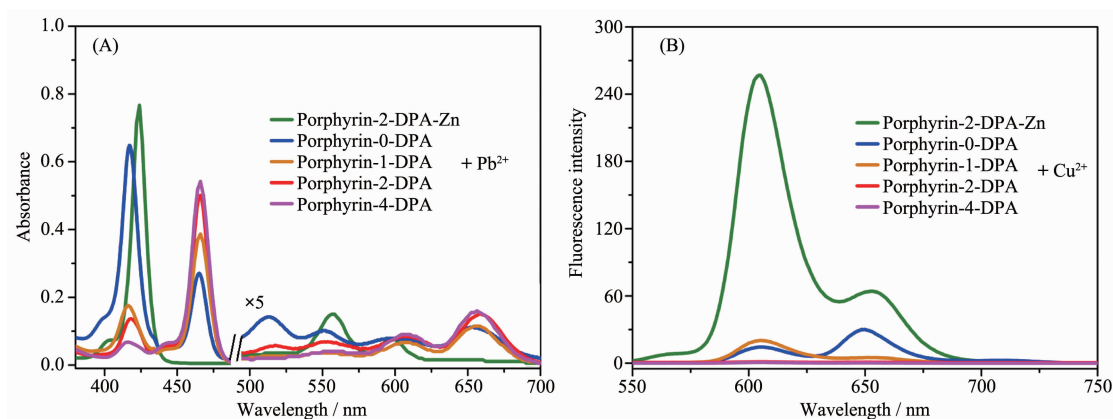 (A)
1.0
0.8
0.6
0.4
0.2
0.0
Absorbance
Porphyrin-2-DPA-Zn
Porphyrin-0-DPA
Porphyrin-1-DPA
Porphyrin-2-DPA
Porphyrin-4-DPA
+ Pb²⁺
×5
400 450 500 550 600 650 700
Wavelength / nm
(B)
300
240
180
120
60
0
Fluorescence intensity
Porphyrin-2-DPA-Zn
Porphyrin-0-DPA
Porphyrin-1-DPA
Porphyrin-2-DPA
Porphyrin-4-DPA
+ Cu²⁺
550 600 650 700 750
Wavelength / nm